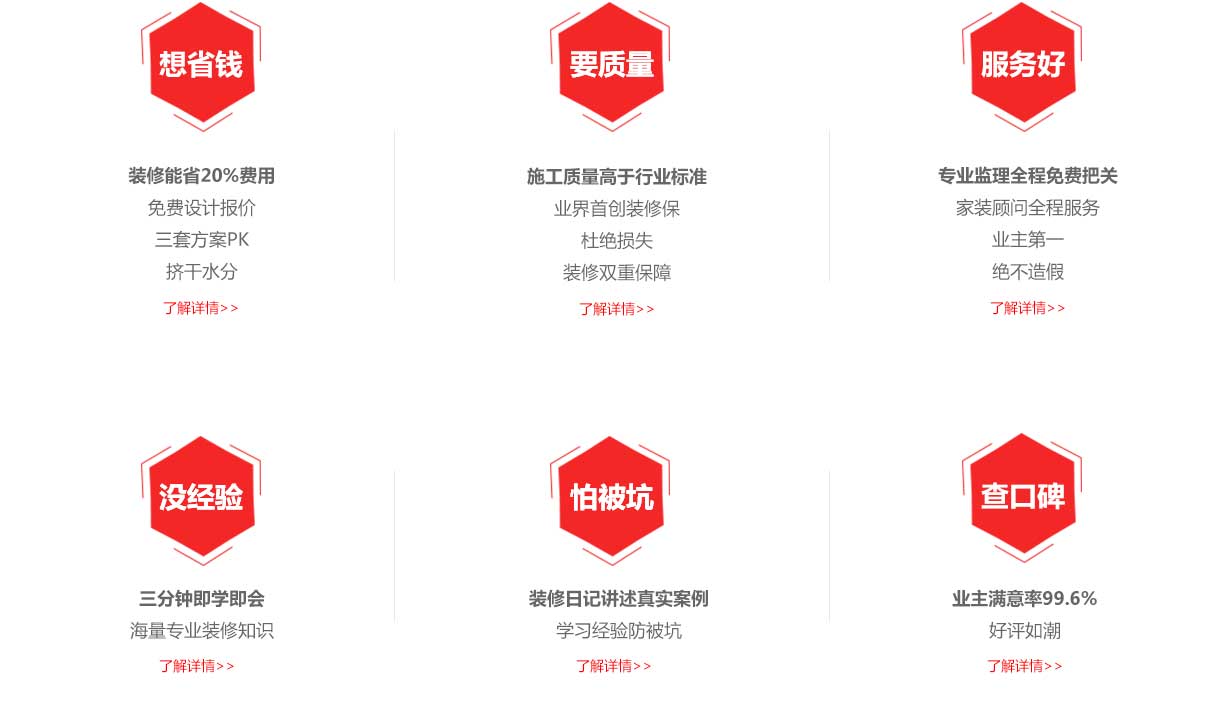 想省钱
装修能省20%费用
免费设计报价
三套方案PK
挤干水分
了解详情>>
要质量
施工质量高于行业标准
业界首创装修保
杜绝损失
装修双重保障
了解详情>>
服务好
专业监理全程免费把关
家装顾问全程服务
业主第一
绝不造假
了解详情>>
没经验
三分钟即学即会
海量专业装修知识
了解详情>>
怕被坑
装修日记讲述真实案例
学习经验防被坑
了解详情>>
查口碑
业主满意率99.6%
好评如潮
了解详情>>